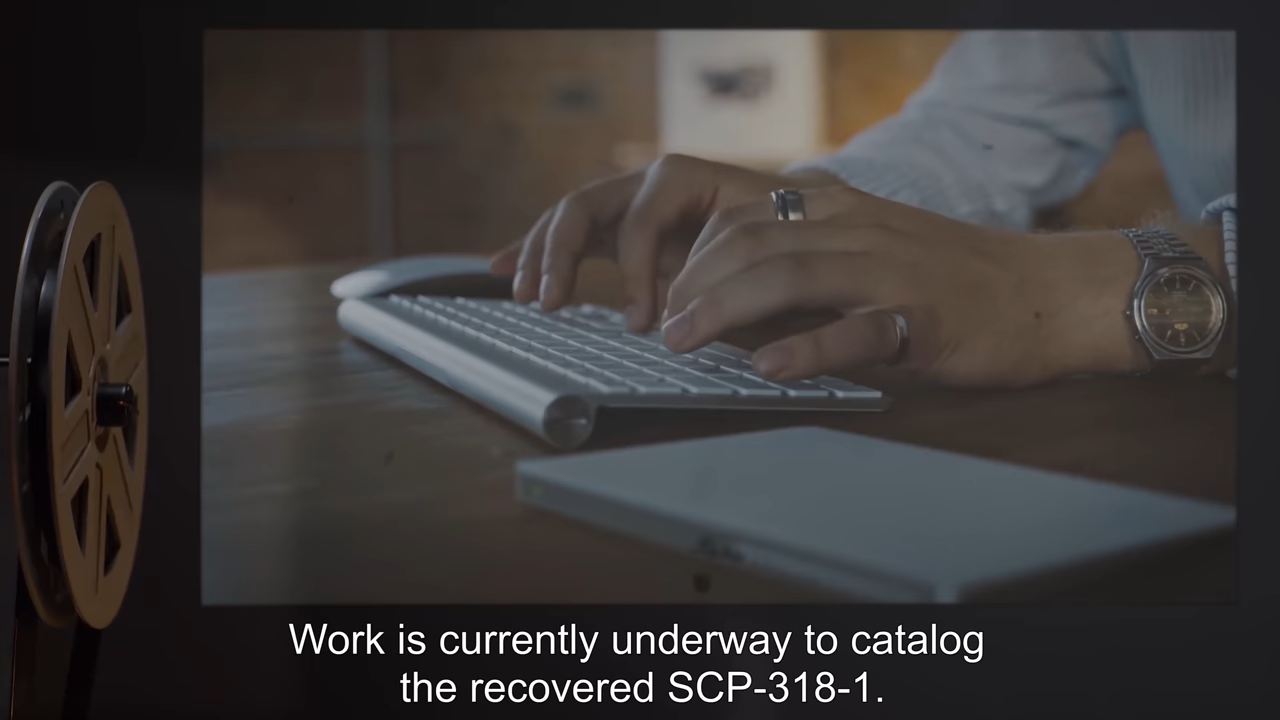 Work is currently underway to catalog
the recovered SCP-318-1.